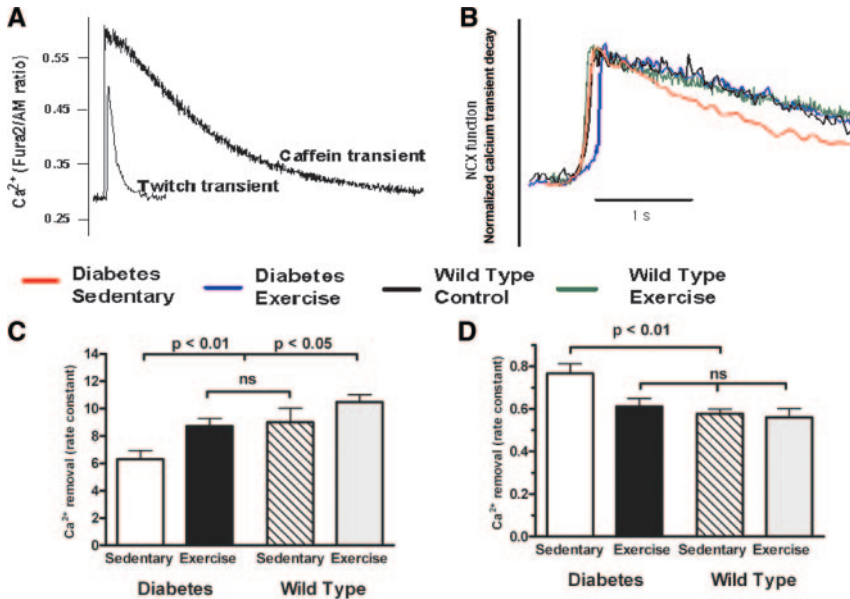 A
Ca²⁺ (Fura2/AM ratio)
0.55
0.45
0.35
0.25
Caffein transient
Twitch transient
B
NCX function
Normalized calcium transient decay
1 s
Diabetes
Sedentary
Diabetes
Exercise
Wild Type
Control
Wild Type
Exercise
C
Ca²⁺ removal (rate constant)
14
12
10
8
6
4
2
0
p < 0.01
p < 0.05
ns
Sedentary
Exercise
Sedentary
Exercise
Diabetes
Wild Type
D
Ca²⁺ removal (rate constant)
0.8
0.6
0.4
0.2
0.0
p < 0.01
ns
Sedentary
Exercise
Sedentary
Exercise
Diabetes
Wild Type